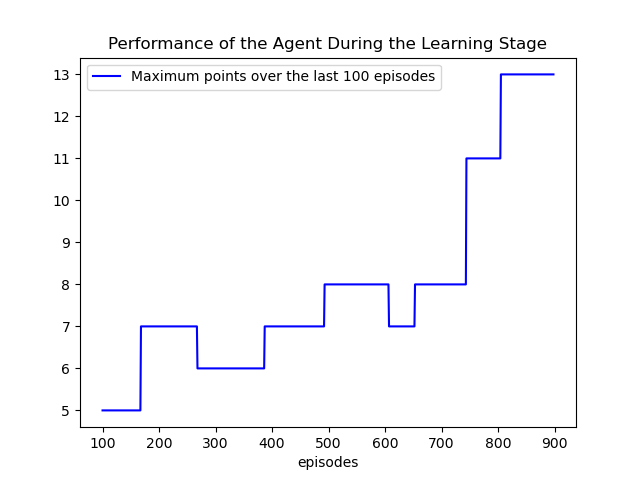 Performance of the Agent During the Learning Stage
Maximum points over the last 100 episodes
13
12
11
10
9
8
7
6
5
100 200 300 400 500 600 700 800 900
episodes